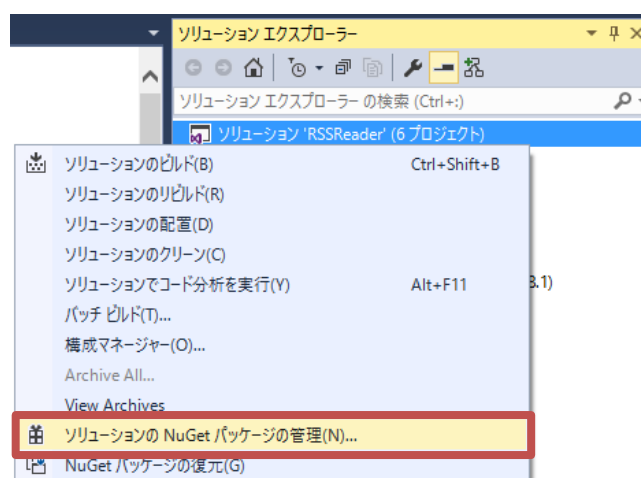 ソリューション エクスプローラー
ソリューション エクスプローラー の検索 (Ctrl+:)
ソリューション 'RSSReader' (6 プロジェクト)
ソリューションのビルド(B) Ctrl+Shift+B
ソリューションのリビルド(R)
ソリューションの配置(D)
ソリューションのクリーン(C)
ソリューションでコード分析を実行(Y) Alt+F11
8.1)
バッチ ビルド(T)...
構成マネージャー(O)...
Archive All...
View Archives
ソリューションの NuGet パッケージの管理(N)...
NuGet パッケージの復元(G)